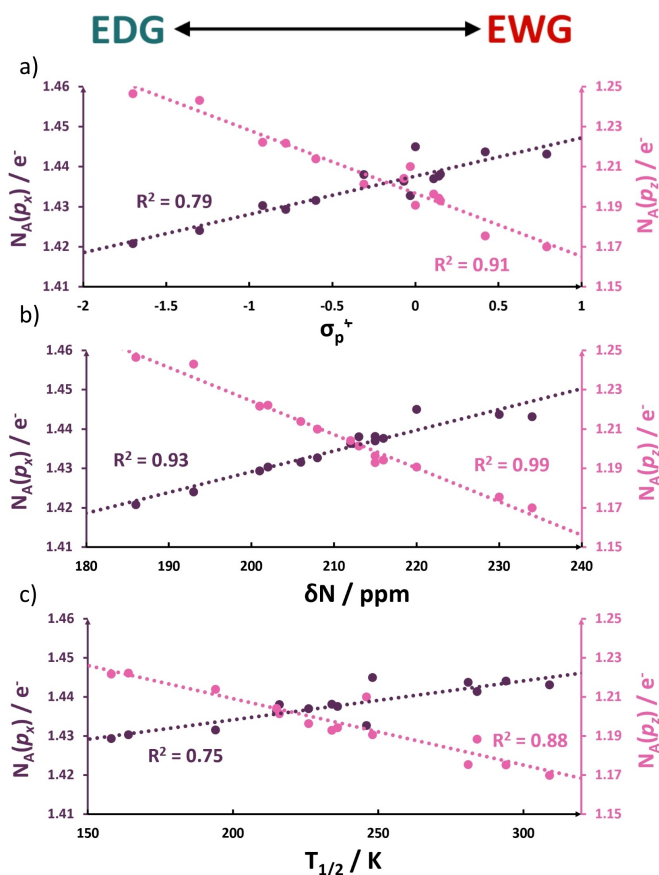 EDG EWG
a)
1.46 1.25
1.45 1.23
1.44 1.21
1.43 1.19
1.42 1.17
1.41 1.15
N_A(p_x) / e⁻
N_A(p_z) / e⁻
R² = 0.79
R² = 0.91
-2 -1.5 -1 -0.5 0 0.5 1
σ_p⁺
b)
1.46 1.25
1.45 1.23
1.44 1.21
1.43 1.19
1.42 1.17
1.41 1.15
N_A(p_x) / e⁻
N_A(p_z) / e⁻
R² = 0.93
R² = 0.99
180 190 200 210 220 230 240
δN / ppm
c)
1.46 1.25
1.45 1.23
1.44 1.21
1.43 1.19
1.42 1.17
1.41 1.15
N_A(p_x) / e⁻
N_A(p_z) / e⁻
R² = 0.75
R² = 0.88
150 200 250 300
T_1/2 / K